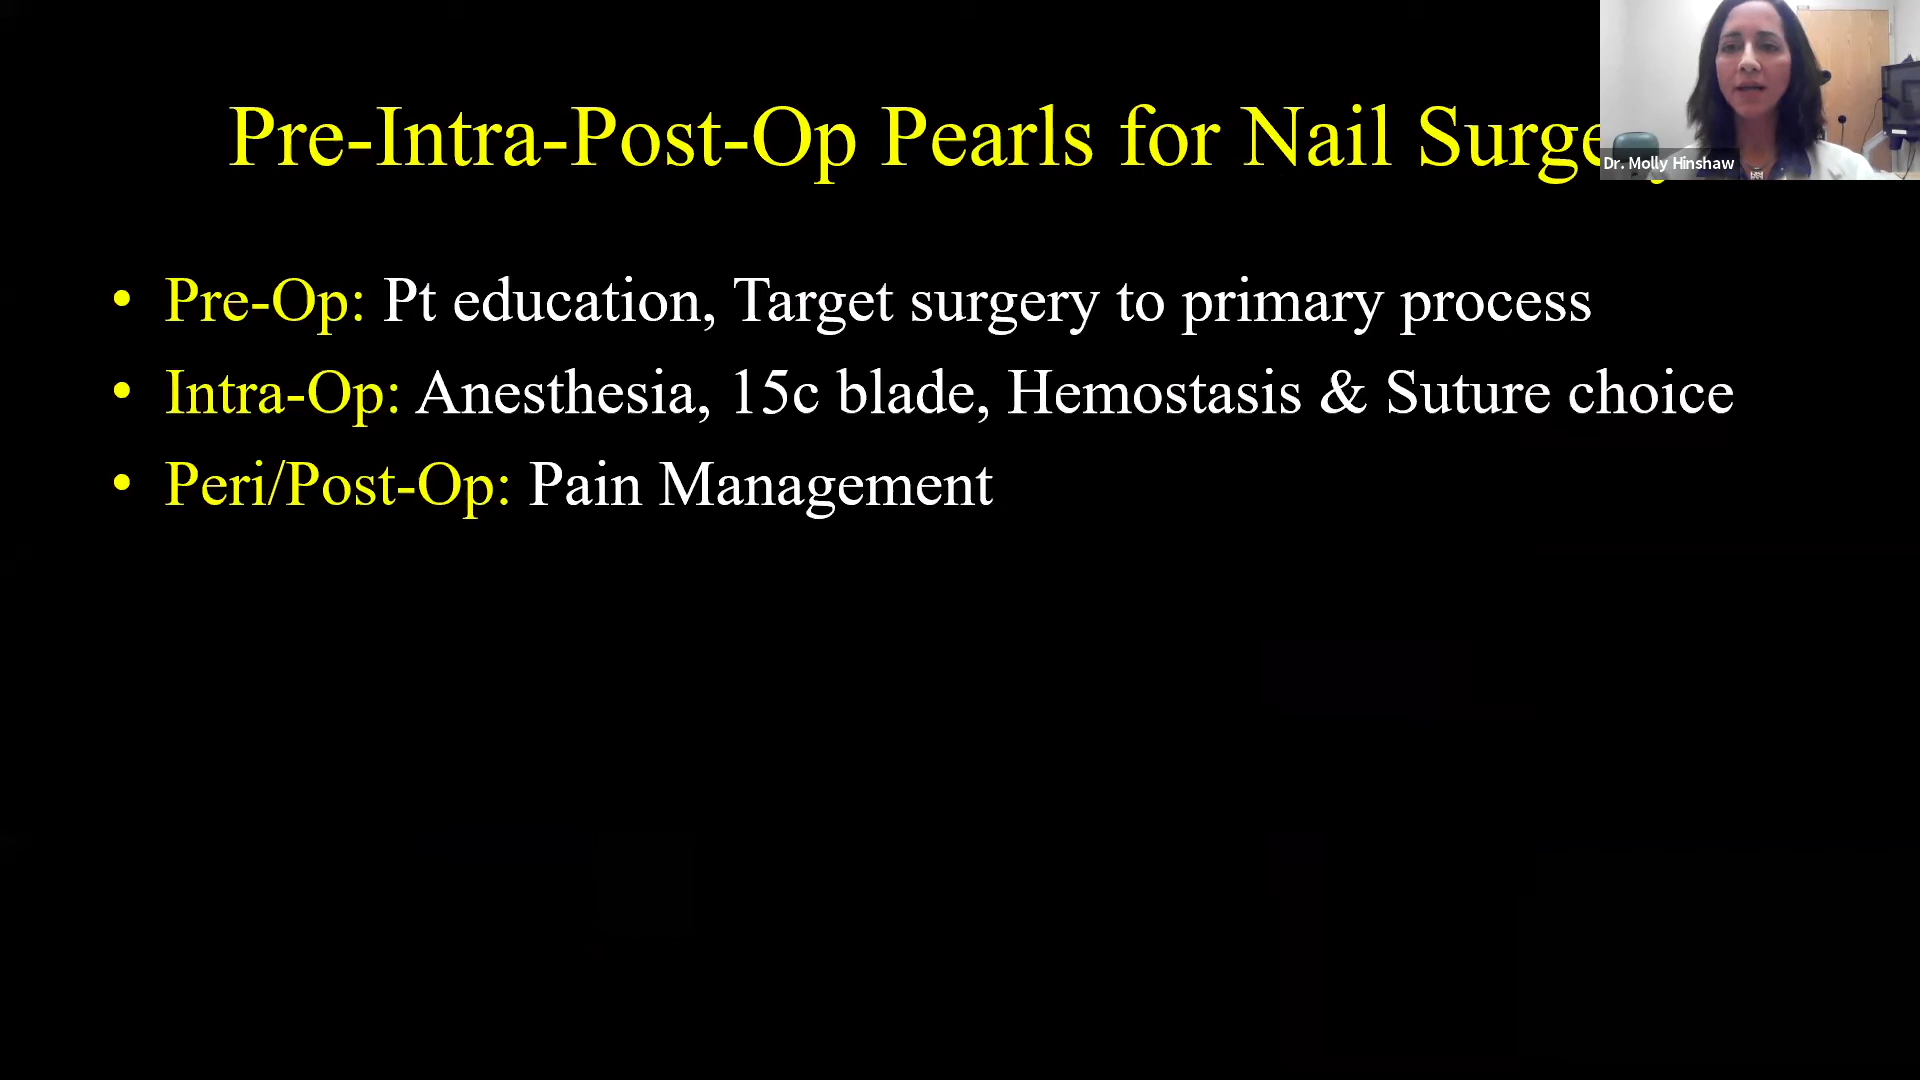 Pre-Intra-Post-Op Pearls for Nail
Dr. Molly Hinshaw
• Pre-Op: Pt education, Target surgery to primary process
• Intra-Op: Anesthesia, 15c blade, Hemostasis & Suture choice
• Peri/Post-Op: Pain Management